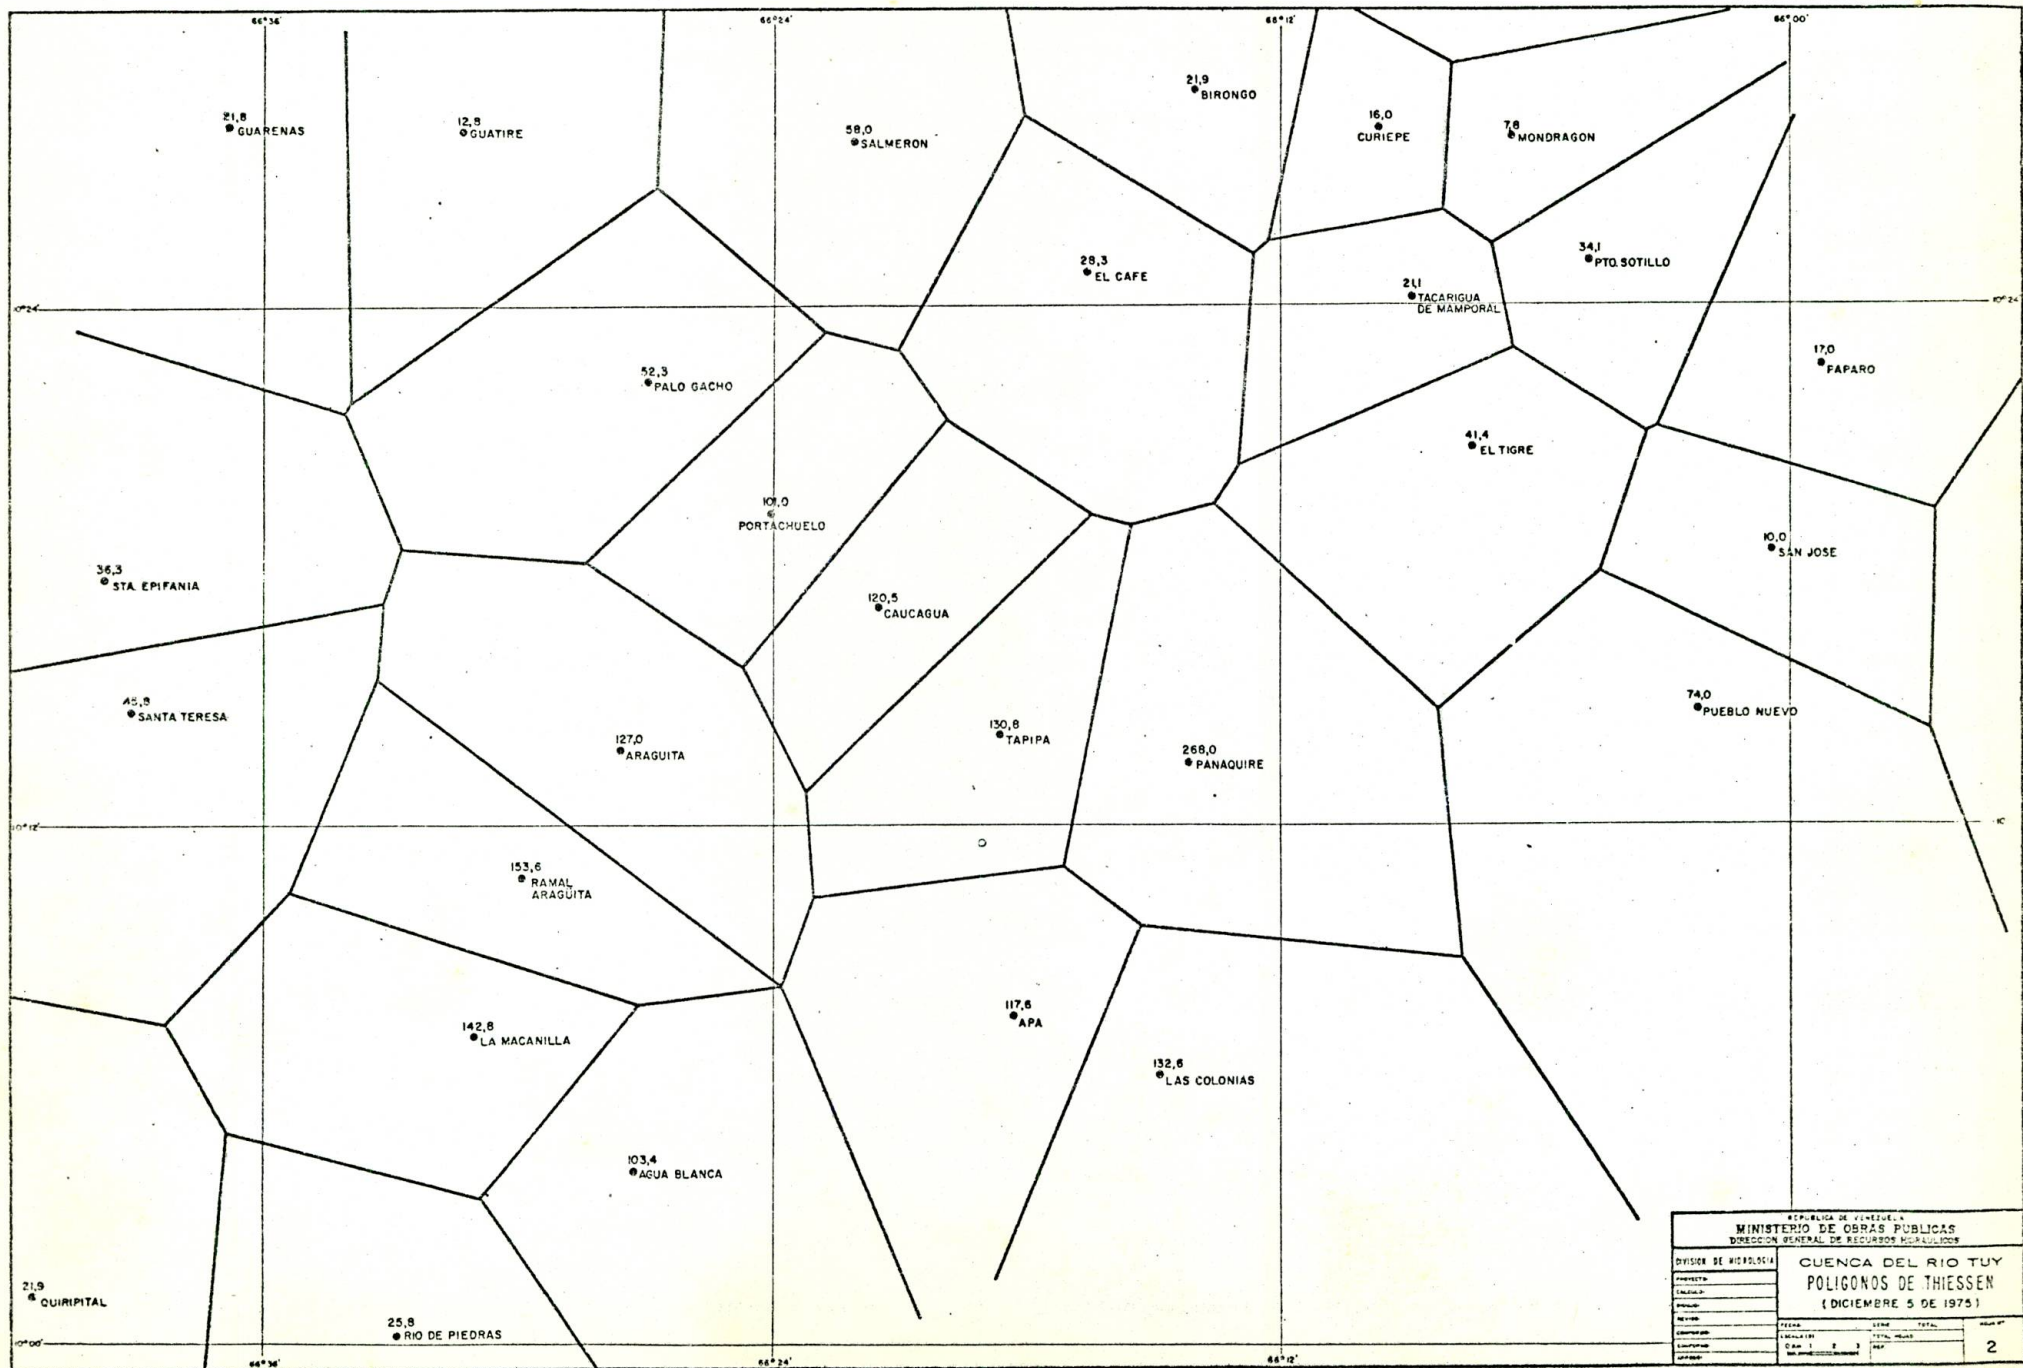 66°36'
66°24'
66°12'
66°00'
21,9
BIRONGO
21,8
GUARENAS
12,8
GUATIRE
58,0
SALMERON
16,0
CURIEPE
7,8
MONDRAGON
28,3
EL CAFE
34,1
PTO. SOTILLO
21,1
TACARIGUA
DE MAMPORAL
10°24'
10°24'
52,3
PALO GACHO
17,0
PAPARO
41,4
EL TIGRE
101,0
PORTACHUELO
10,0
SAN JOSE
36,3
STA. EPIFANIA
120,5
CAUCAGUA
SANTA TERESA
127,0
ARAGUITA
130,8
TAPIPA
268,0
PANAQUIRE
74,0
PUEBLO NUEVO
10°12'
153,6
RAMAL
ARAGÜITA
142,8
LA MACANILLA
117,6
APA
132,6
LAS COLONIAS
103,4
AGUA BLANCA
21,9
QUIRIPITAL
25,8
RIO DE PIEDRAS
10°00'
66°36'
66°24'
66°12'
REPUBLICA DE VENEZUELA
MINISTERIO DE OBRAS PUBLICAS
DIRECCION GENERAL DE RECURSOS HIDRAULICOS
DIVISION DE HIDROLOGIA
CUENCA DEL RIO TUY
POLIGONOS DE THIESSEN
(DICIEMBRE 5 DE 1975)
2